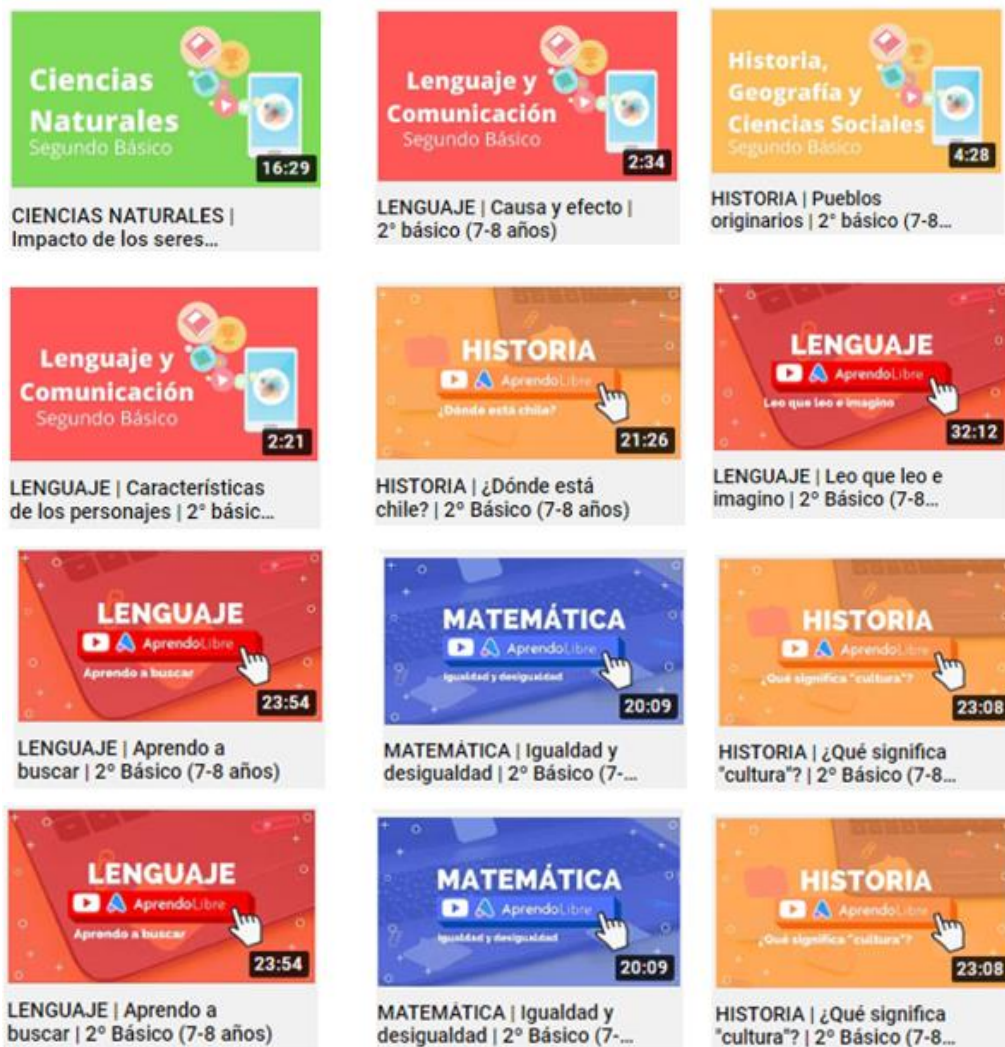 Ciencias
Naturales
Segundo Básico
16:29
CIENCIAS NATURALES |
Impacto de los seres...
Lenguaje y
Comunicación
Segundo Básico
2:34
LENGUAJE | Causa y efecto |
2° básico (7-8 años)
Historia,
Geografía y
Ciencias Sociales
Segundo Básico
4:28
HISTORIA | Pueblos
originarios | 2° básico (7-8...
Lenguaje y
Comunicación
Segundo Básico
2:21
LENGUAJE | Características
de los personajes | 2° básic...
HISTORIA
AprendoLibre
¿Dónde está chile?
21:26
HISTORIA | ¿Dónde está
chile? | 2º Básico (7-8 años)
LENGUAJE
AprendoLibre
Leo que leo e imagino
32:12
LENGUAJE | Leo que leo e
imagino | 2º Básico (7-8...
LENGUAJE
AprendoLibre
Aprendo a buscar
23:54
LENGUAJE | Aprendo a
buscar | 2º Básico (7-8 años)
MATEMÁTICA
AprendoLibre
Igualdad y desigualdad
20:09
MATEMÁTICA | Igualdad y
desigualdad | 2º Básico (7-...
HISTORIA
AprendoLibre
¿Qué significa "cultura"?
23:08
HISTORIA | ¿Qué significa
"cultura"? | 2º Básico (7-8...
LENGUAJE
AprendoLibre
Aprendo a buscar
23:54
LENGUAJE | Aprendo a
buscar | 2º Básico (7-8 años)
MATEMÁTICA
AprendoLibre
Igualdad y desigualdad
20:09
MATEMÁTICA | Igualdad y
desigualdad | 2º Básico (7-...
HISTORIA
AprendoLibre
¿Qué significa "cultura"?
23:08
HISTORIA | ¿Qué significa
"cultura"? | 2º Básico (7-8...